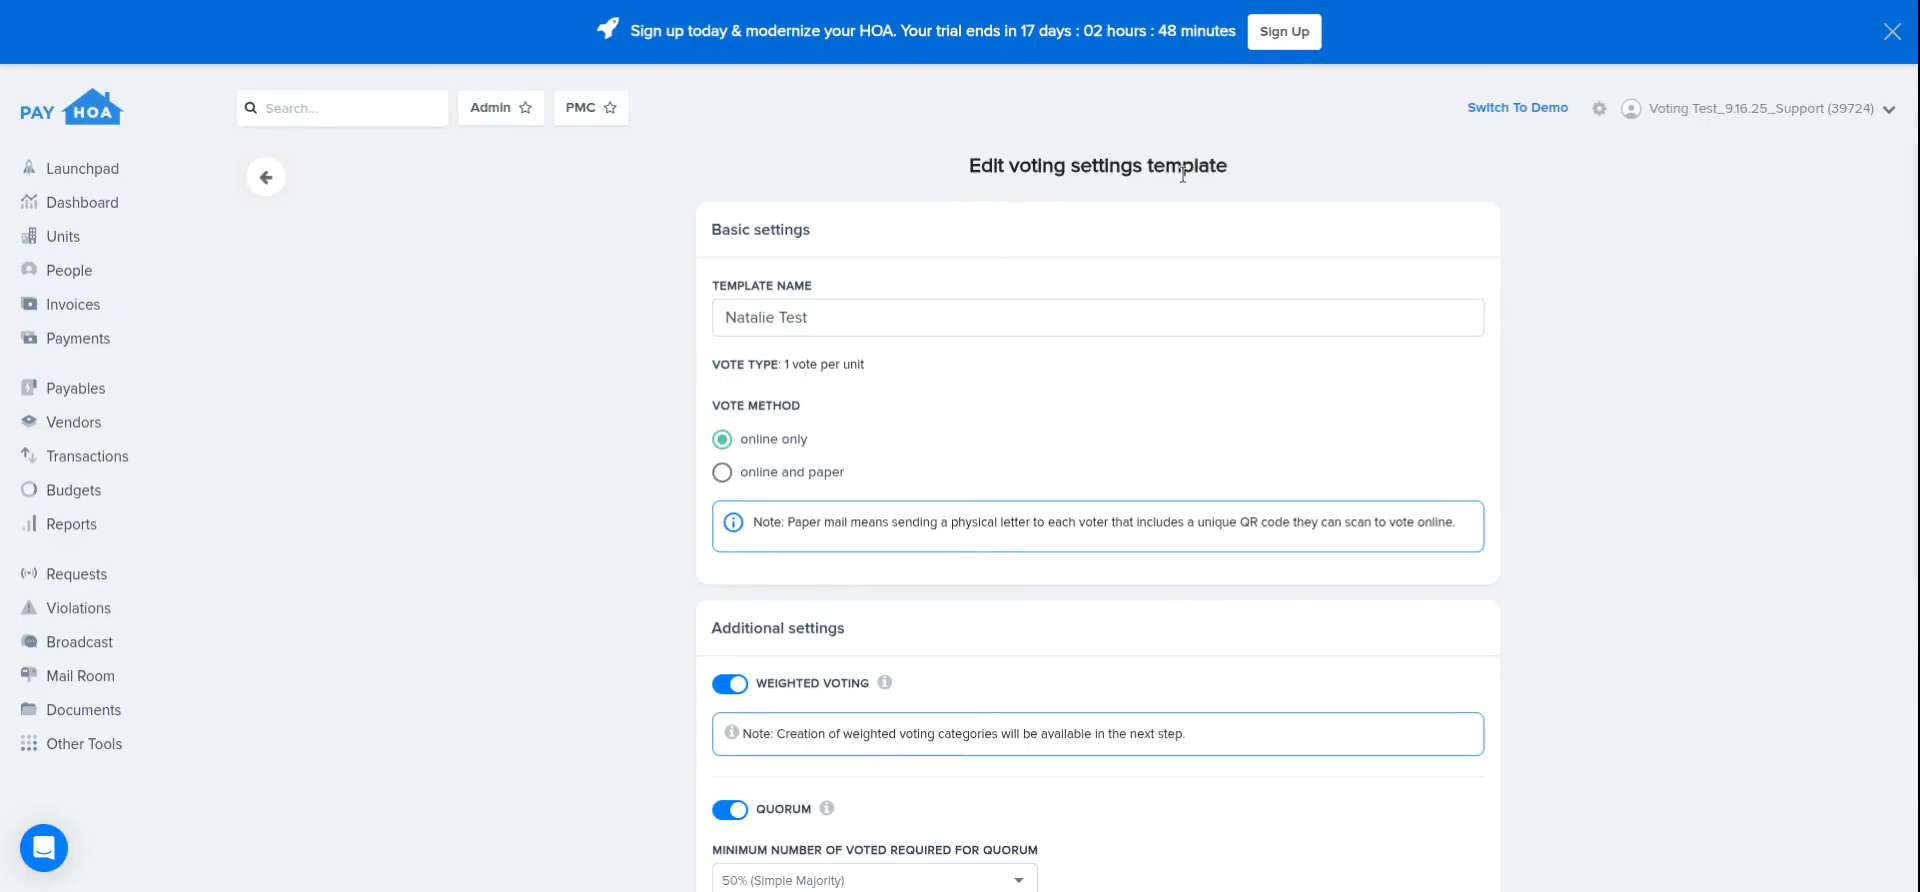 Sign up today & modernize your HOA. Your trial ends in 17 days : 02 hours : 48 minutes
Sign Up
PAY HOA
Search...
Admin
PMC
Switch To Demo
Voting Test_9.16.25_Support (39724)
Launchpad
Dashboard
Units
People
Invoices
Payments
Payables
Vendors
Transactions
Budgets
Reports
Requests
Violations
Broadcast
Mail Room
Documents
Other Tools
Edit voting settings template
Basic settings
TEMPLATE NAME
Natalie Test
VOTE TYPE: 1 vote per unit
VOTE METHOD
online only
online and paper
Note: Paper mail means sending a physical letter to each voter that includes a unique QR code they can scan to vote online.
Additional settings
WEIGHTED VOTING
Note: Creation of weighted voting categories will be available in the next step.
QUORUM
MINIMUM NUMBER OF VOTED REQUIRED FOR QUORUM
50% (Simple Majority)